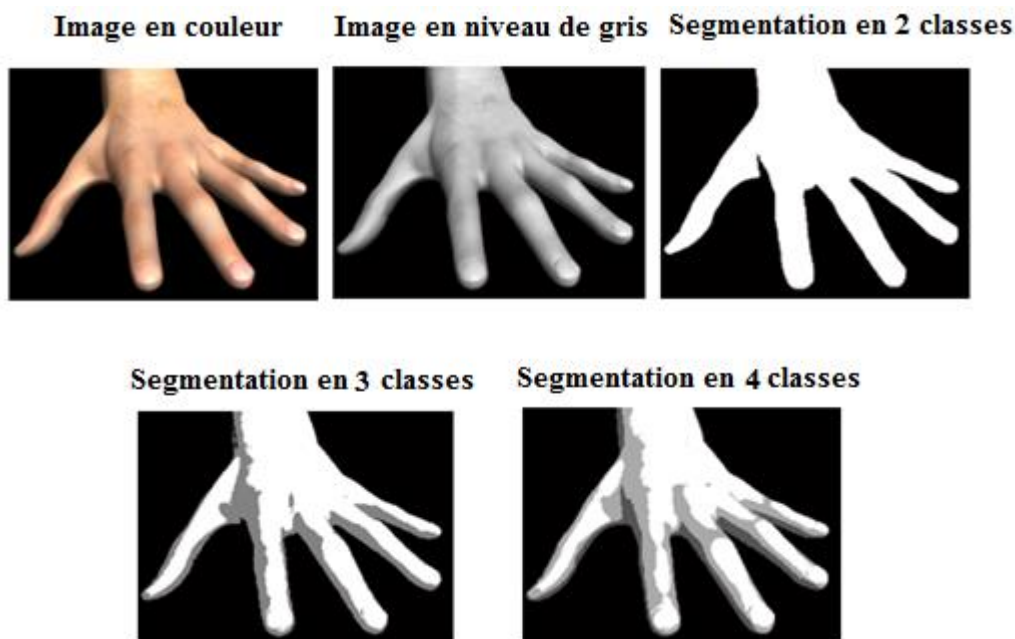 Image en couleur
Image en niveau de gris
Segmentation en 2 classes
Segmentation en 3 classes
Segmentation en 4 classes